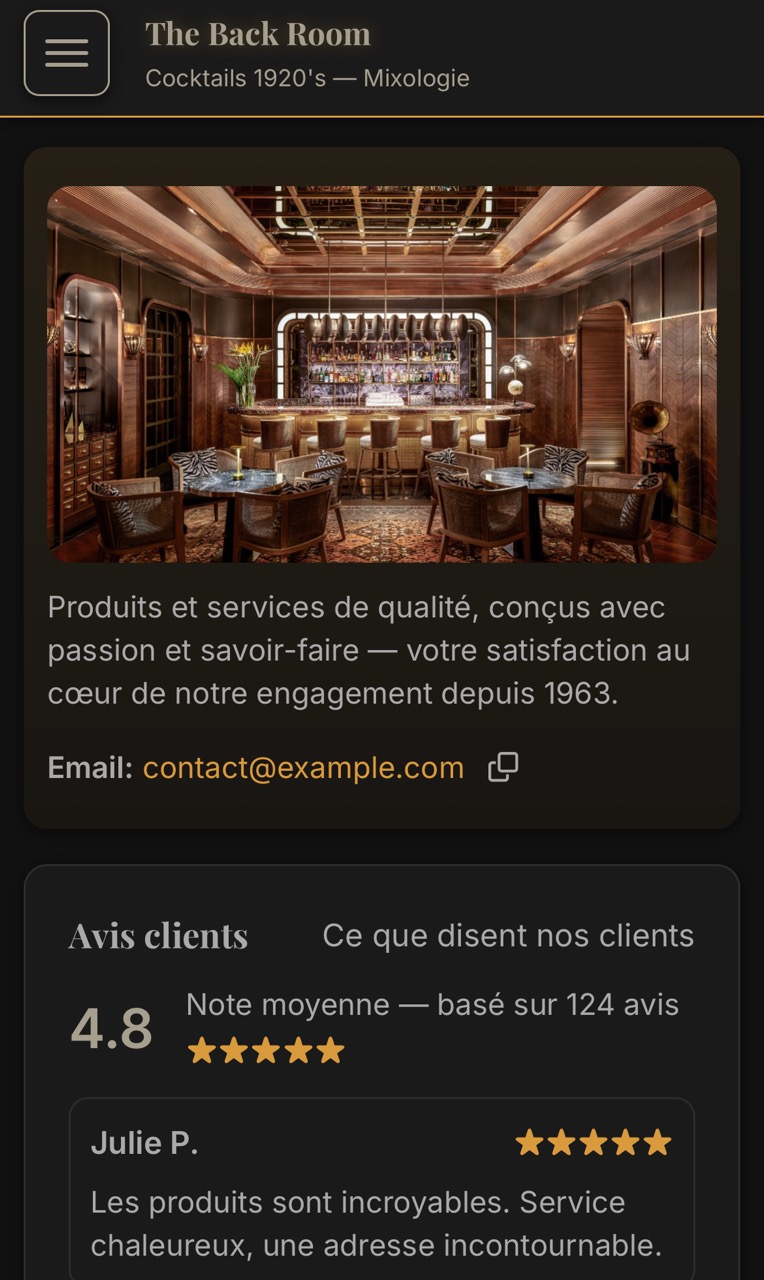 The Back Room
Cocktails 1920's — Mixologie
Produits et services de qualité, conçus avec
passion et savoir-faire — votre satisfaction au
cœur de notre engagement depuis 1963.
Email: contact@example.com
Avis clients
Ce que disent nos clients
4.8
Note moyenne — basé sur 124 avis
★★★★★
Julie P.
★★★★★
Les produits sont incroyables. Service
chaleureux, une adresse incontournable.